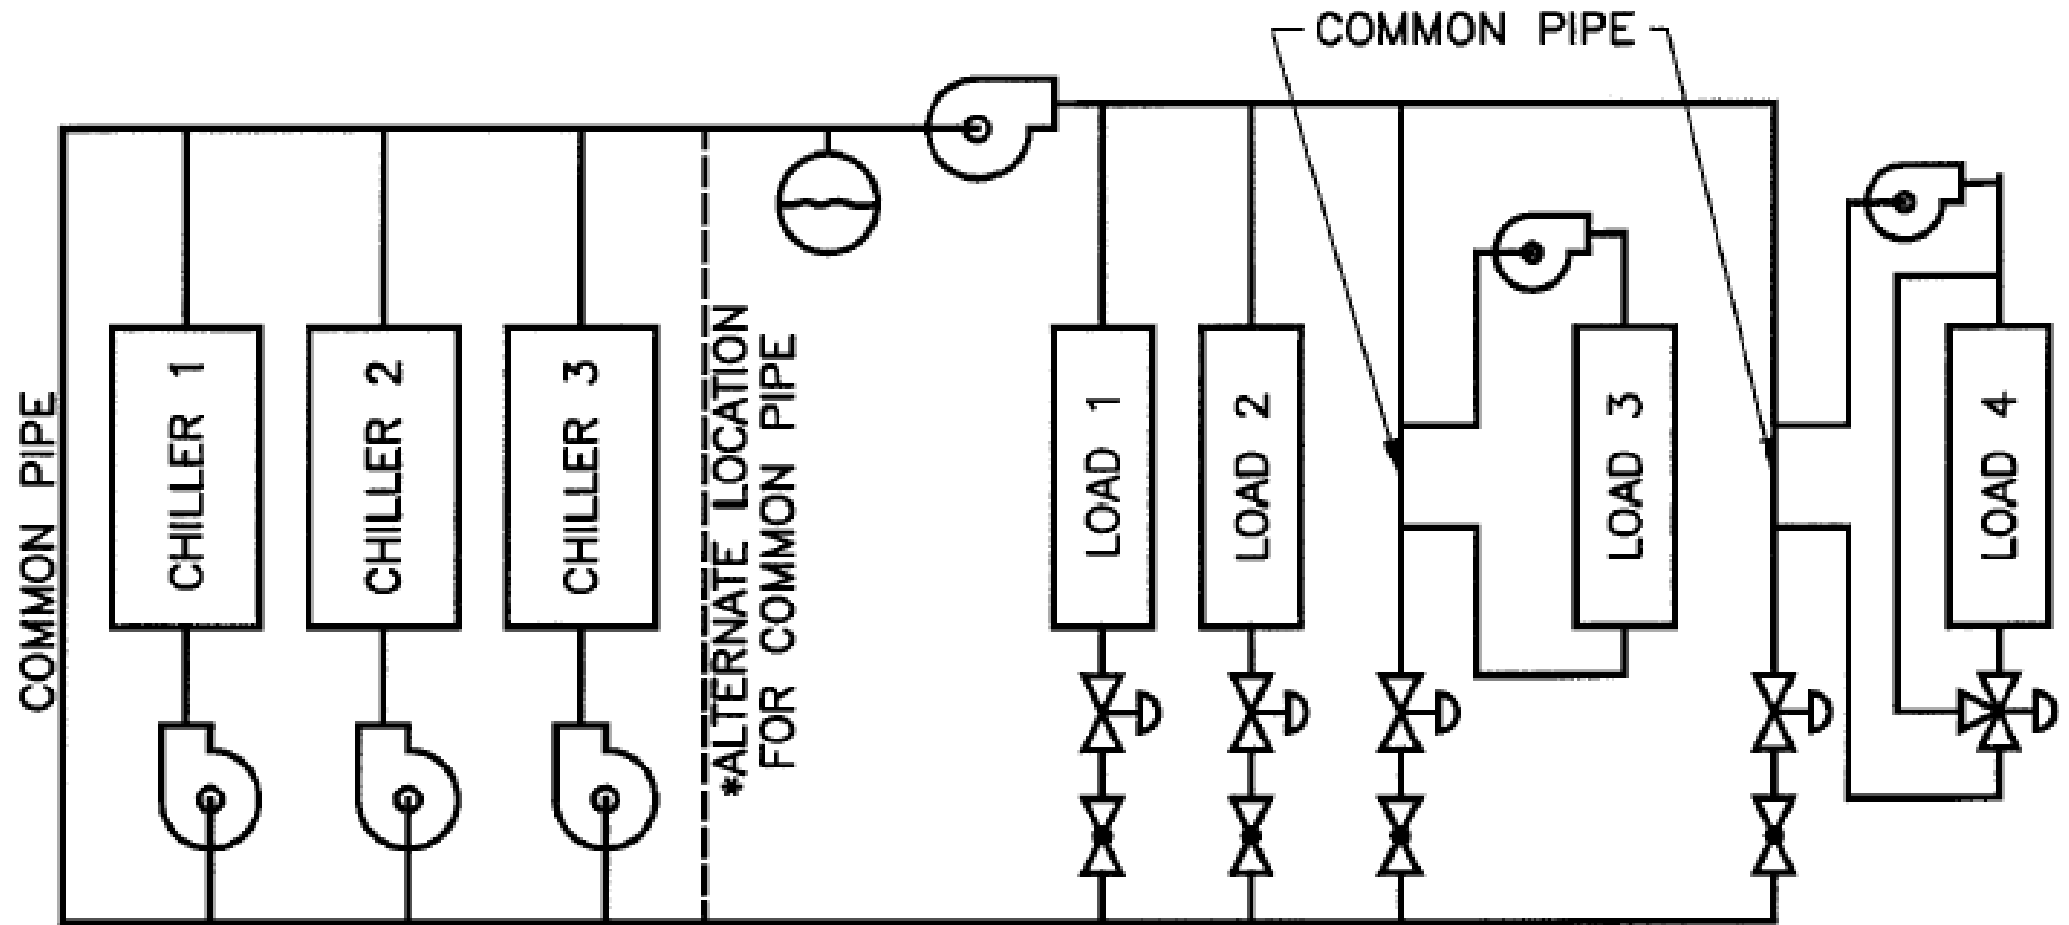 COMMON PIPE
COMMON PIPE
CHILLER 1
CHILLER 2
CHILLER 3
*ALTERNATE LOCATION
FOR COMMON PIPE
LOAD 1
LOAD 2
LOAD 3
LOAD 4